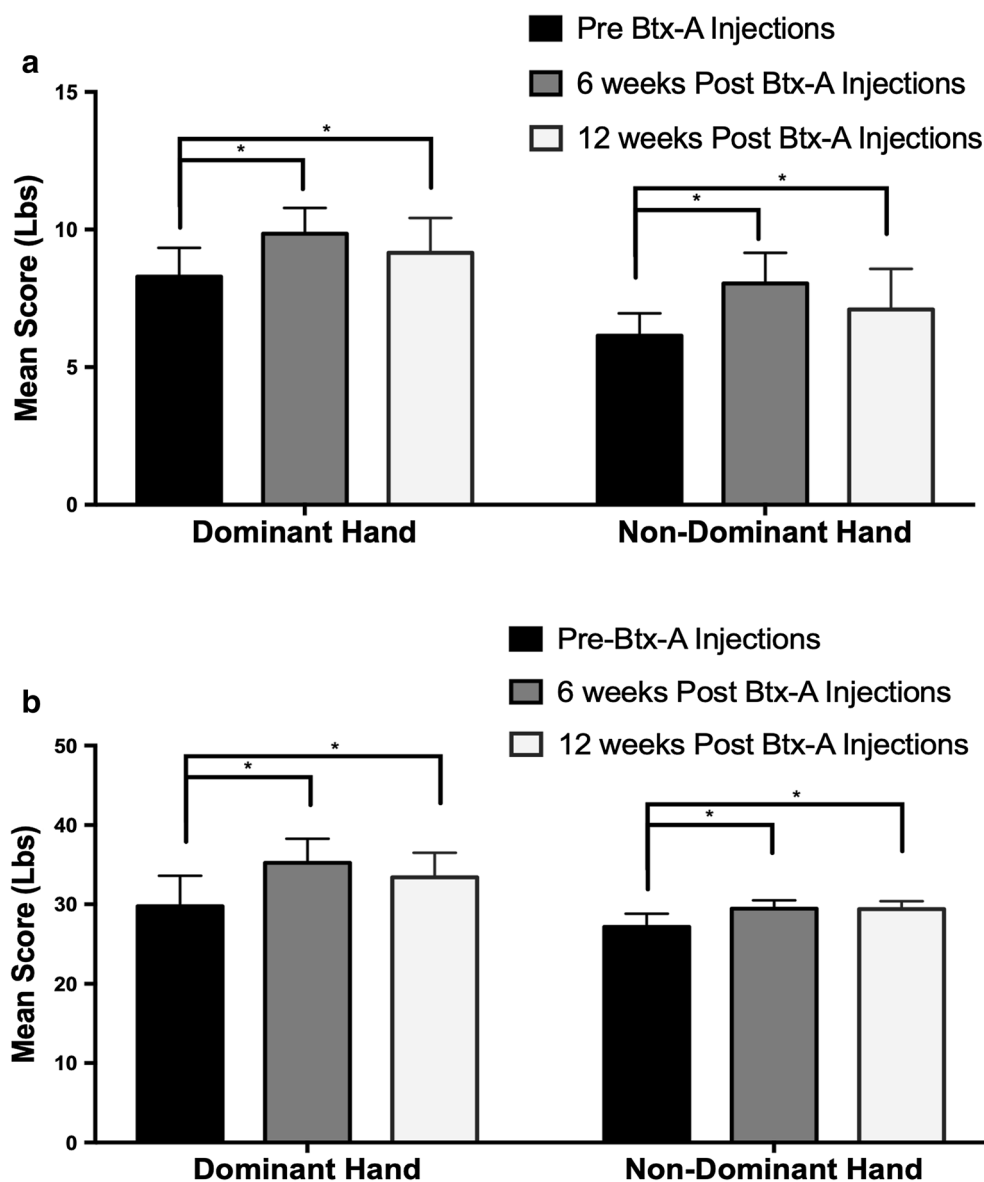 a
Pre Btx-A Injections
6 weeks Post Btx-A Injections
12 weeks Post Btx-A Injections
Mean Score (Lbs)
15
10
5
0
*
*
*
*
Dominant Hand
Non-Dominant Hand
b
Pre-Btx-A Injections
6 weeks Post Btx-A Injections
12 weeks Post Btx-A Injections
Mean Score (Lbs)
50
40
30
20
10
0
*
*
*
*
Dominant Hand
Non-Dominant Hand